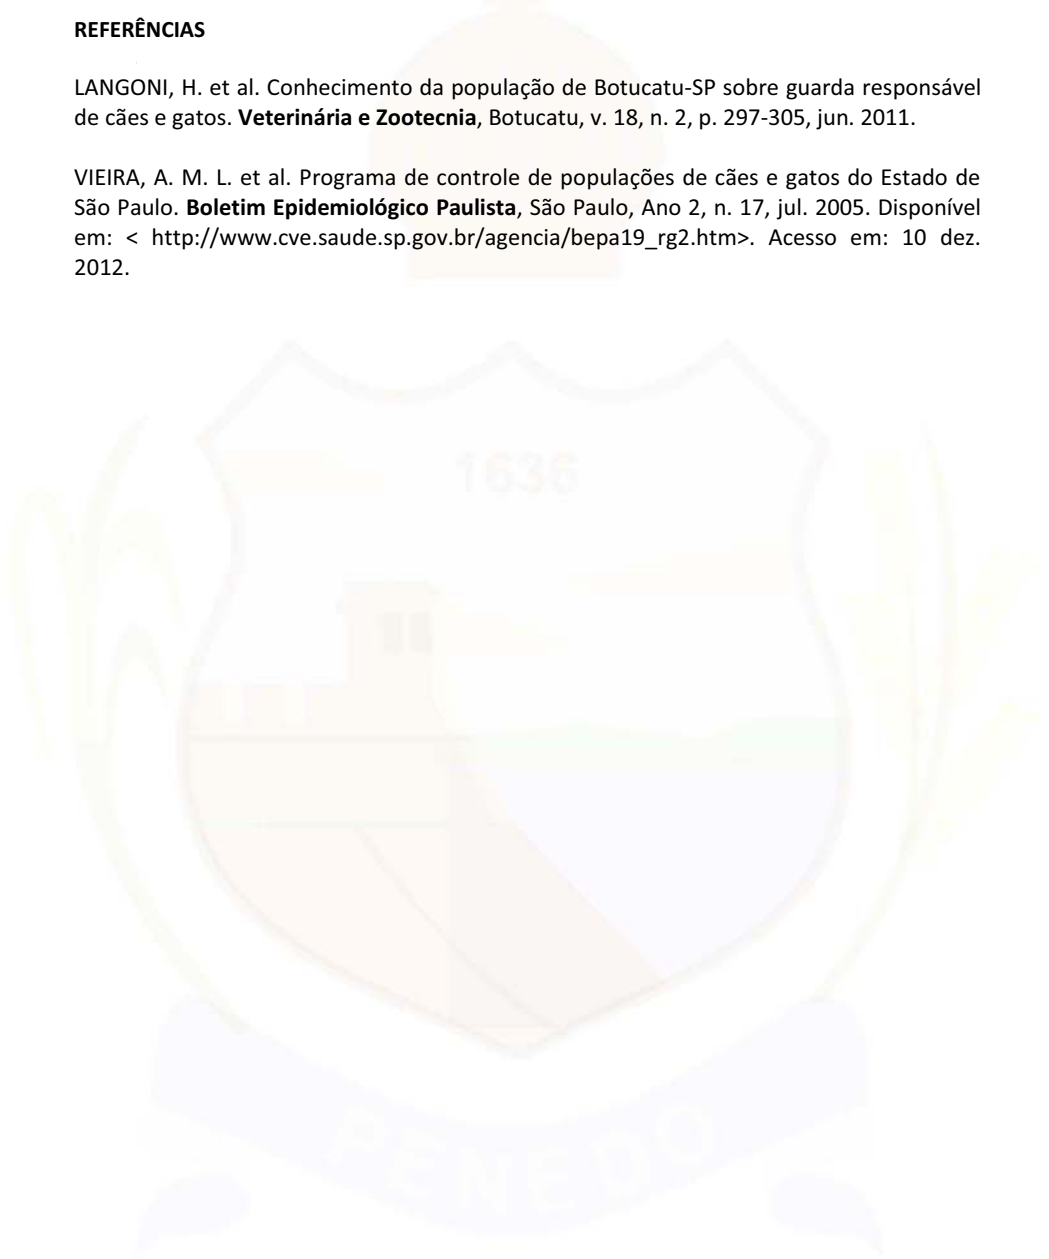 REFERÊNCIAS
LANGONI, H. et al. Conhecimento da população de Botucatu-SP sobre guarda responsável
de cães e gatos. Veterinária e Zootecnia, Botucatu, v. 18, n. 2, p. 297-305, jun. 2011.
VIEIRA, A. M. L. et al. Programa de controle de populações de cães e gatos do Estado de
São Paulo. Boletim Epidemiológico Paulista, São Paulo, Ano 2, n. 17, jul. 2005. Disponível
em: < http://www.cve.saude.sp.gov.br/agencia/bepa19_rg2.htm>. Acesso em: 10 dez.
2012.
1636
PENEDO